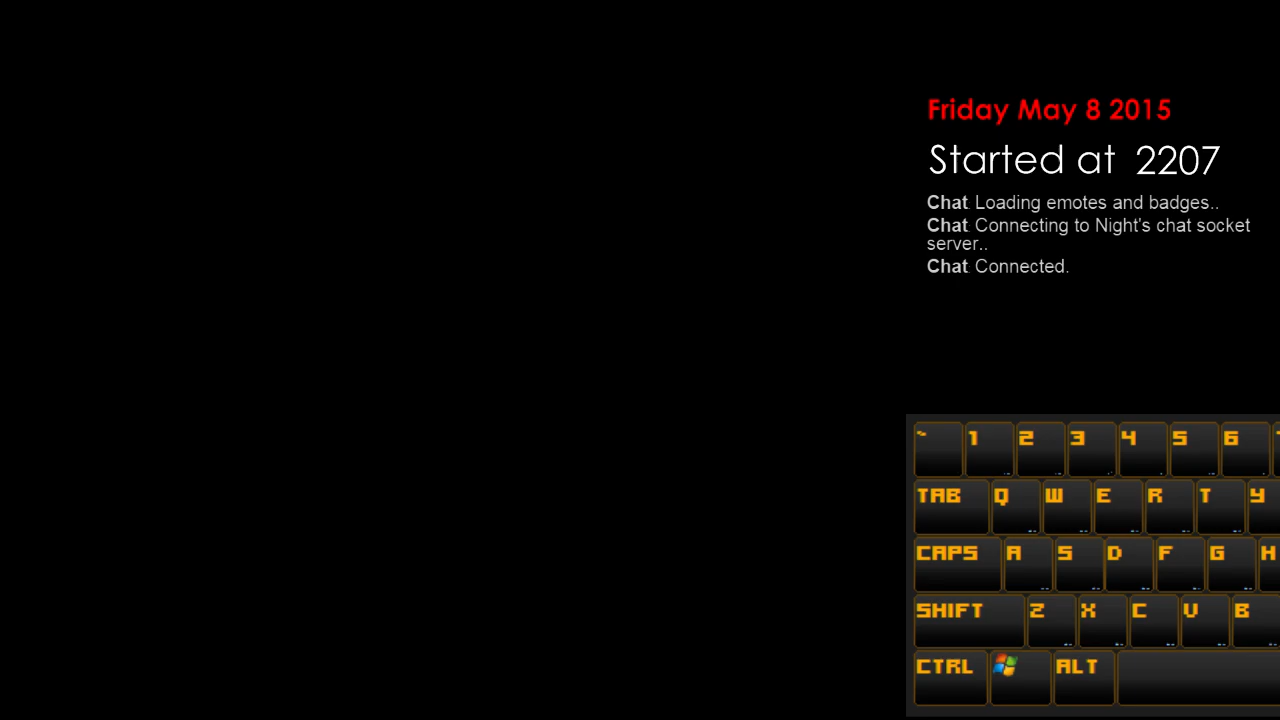 Friday May 8 2015
Started at 2207
Chat: Loading emotes and badges..
Chat: Connecting to Night's chat socket
server..
Chat: Connected.
` 1 2 3 4 5 6
TAB Q W E R T Y
CAPS A S D F G H
SHIFT Z X C V B
CTRL ALT